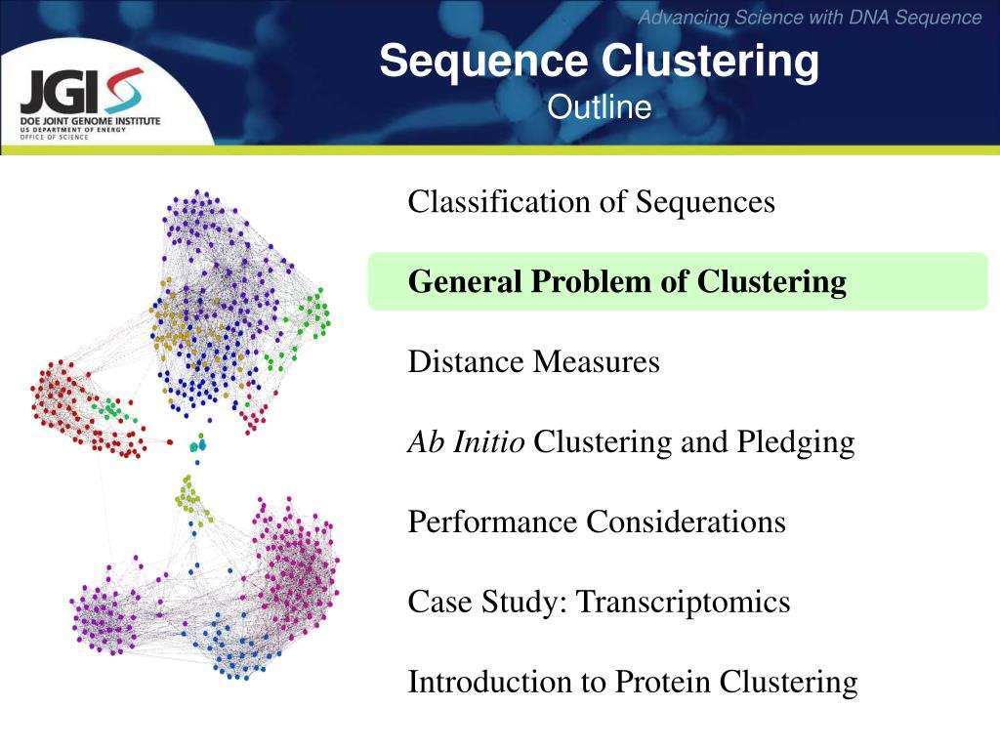 Advancing Science with DNA Sequence
Sequence Clustering
Outline
JGI
DOE JOINT GENOME INSTITUTE
US DEPARTMENT OF ENERGY
OFFICE OF SCIENCE
Classification of Sequences
General Problem of Clustering
Distance Measures
Ab Initio Clustering and Pledging
Performance Considerations
Case Study: Transcriptomics
Introduction to Protein Clustering